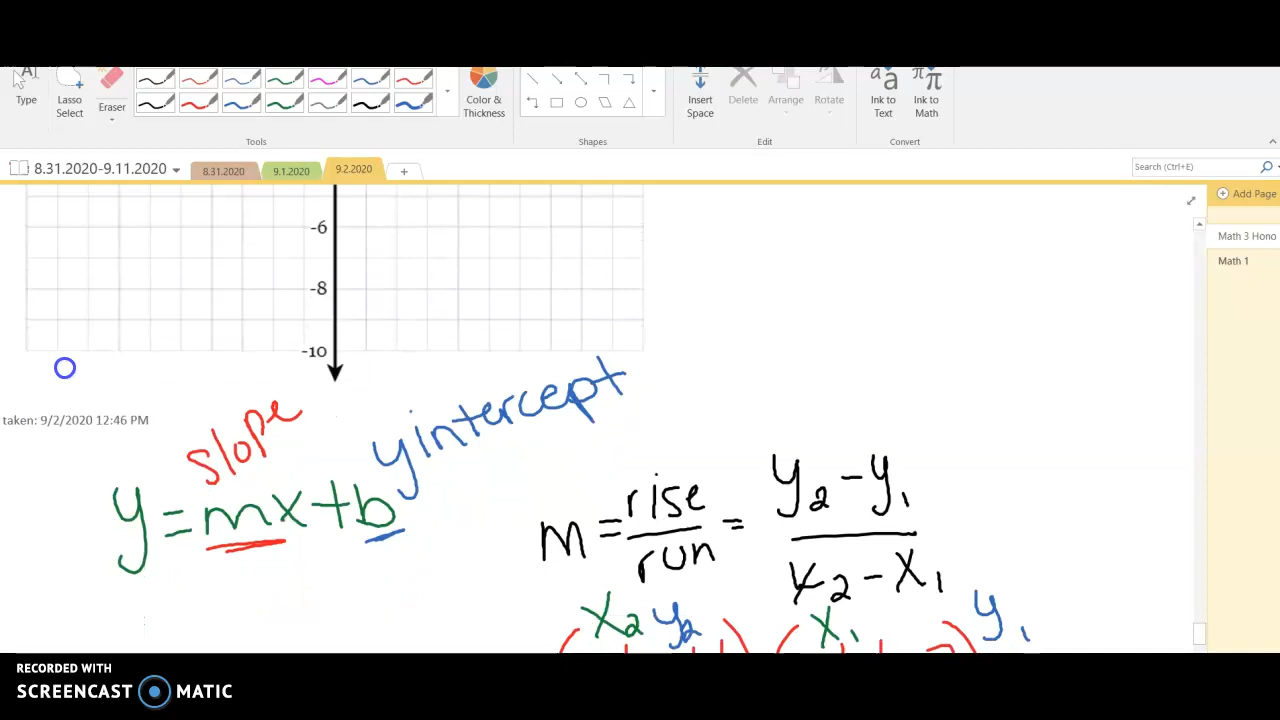 Type
Lasso Select
Eraser
Color & Thickness
Insert Space
Delete
Arrange
Rotate
Ink to Text
Ink to Math
Tools
Shapes
Edit
Convert
8.31.2020-9.11.2020
8.31.2020
9.1.2020
9.2.2020
+
Search (Ctrl+E)
Add Page
Math 3 Hono
Math 1
-6
-8
-10
taken: 9/2/2020 12:46 PM
slope
y intercept
y = mx + b
m = rise/run = y₂ - y₁ / x₂ - x₁
x₂ y₂ x₁ y₁
RECORDED WITH
SCREENCAST MATIC